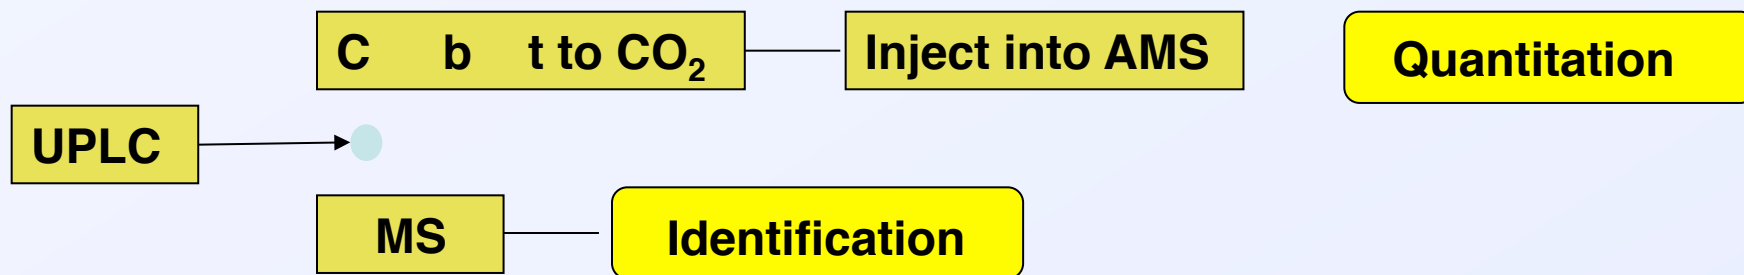 C b t to CO₂
Inject into AMS
Quantitation
UPLC
MS
Identification